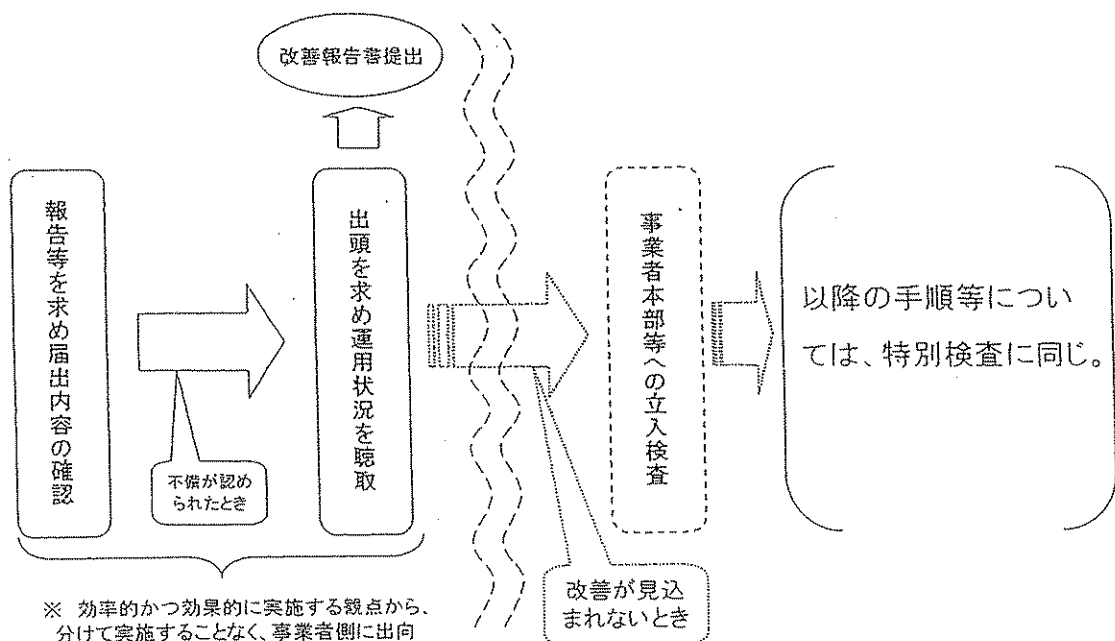 改善報告書提出
報告等を求め届出内容の確認
不備が認め
られたとき
出頭を求め運用状況を聴取
事業者本部等への立入検査
改善が見込
まれないとき
以降の手順等につい
ては、特別検査に同じ。
※ 効率的かつ効果的に実施する観点から、
分けて実施することなく、事業者側に出向